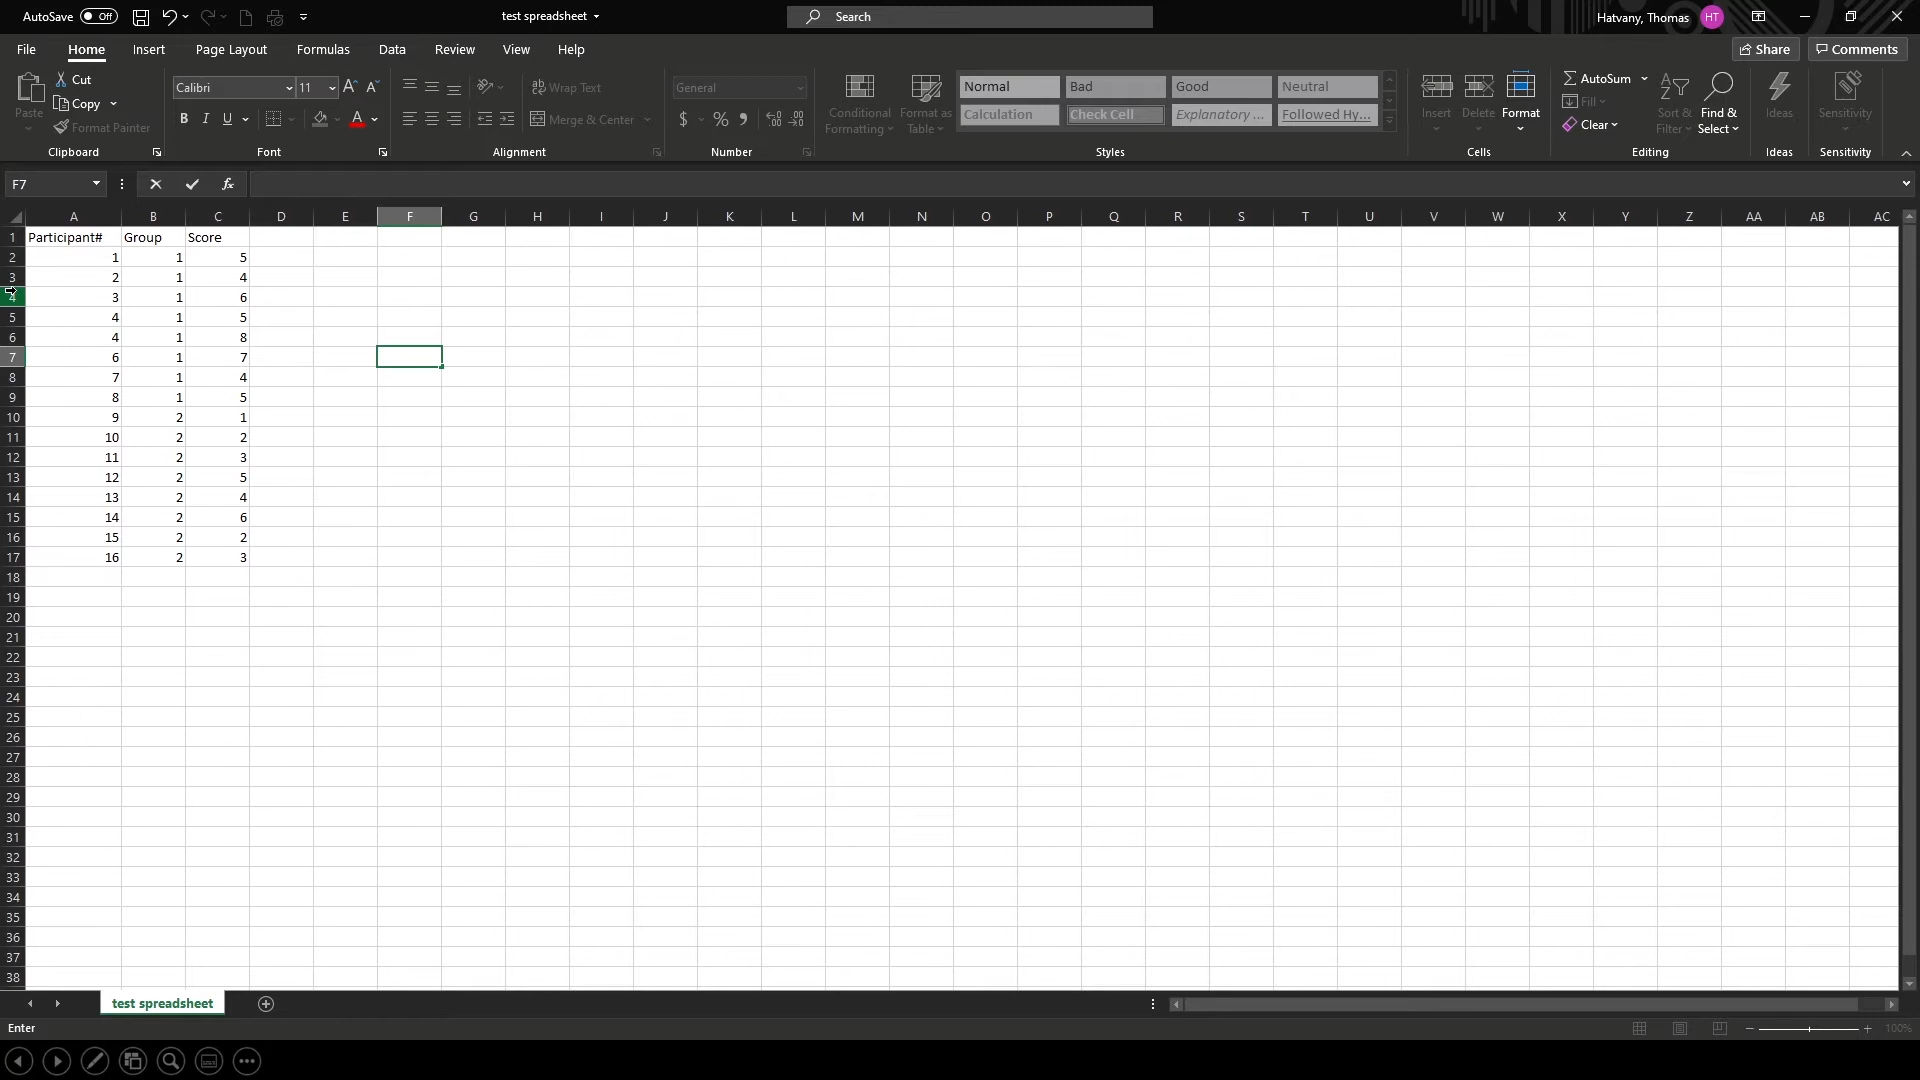 AutoSave Off test spreadsheet Search Hatvany, Thomas HT
File Home Insert Page Layout Formulas Data Review View Help Share Comments
Paste Cut Copy Format Painter
Calibri 11
B I U A
Wrap Text
Merge & Center
General
$ % 9
Conditional Formatting Format as Table
Normal Bad Good Neutral
Calculation Check Cell Explanatory ... Followed Hy...
Insert Delete Format
AutoSum
Fill
Clear
Sort & Filter Find & Select
Ideas Sensitivity
Clipboard Font Alignment Number Styles Cells Editing Ideas Sensitivity
F7 fx
A B C D E F G H I J K L M N O P Q R S T U V W X Y Z AA AB AC
1 Participant# Group Score
2 1 1 5
3 2 1 4
4 3 1 6
5 4 1 5
6 4 1 8
7 6 1 7
8 7 1 4
9 8 1 5
10 9 2 1
11 10 2 2
12 11 2 3
13 12 2 5
14 13 2 4
15 14 2 6
16 15 2 2
17 16 2 3
18
19
20
21
22
23
24
25
26
27
28
29
30
31
32
33
34
35
36
37
38
test spreadsheet
Enter 100%